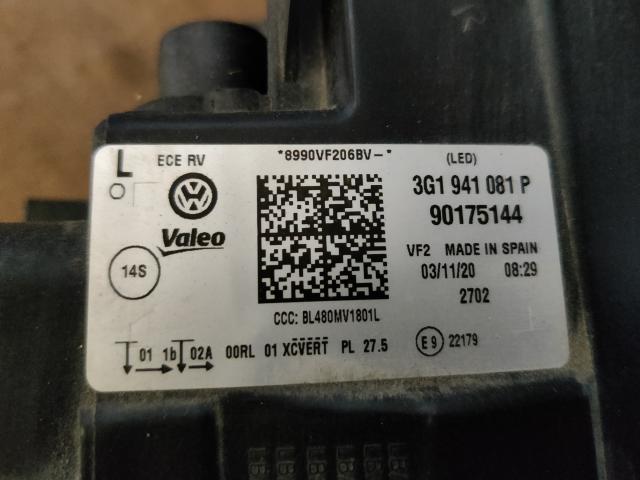 L ECE RV *8990VF206BV-* (LED)
3G1 941 081 P
Valeo 90175144
VF2 MADE IN SPAIN
14S 03/11/20 08:29
2702
CCC: BL480MV1801L
01 1b 02A 00RL 01 XCVERT PL 27.5 E9 22179